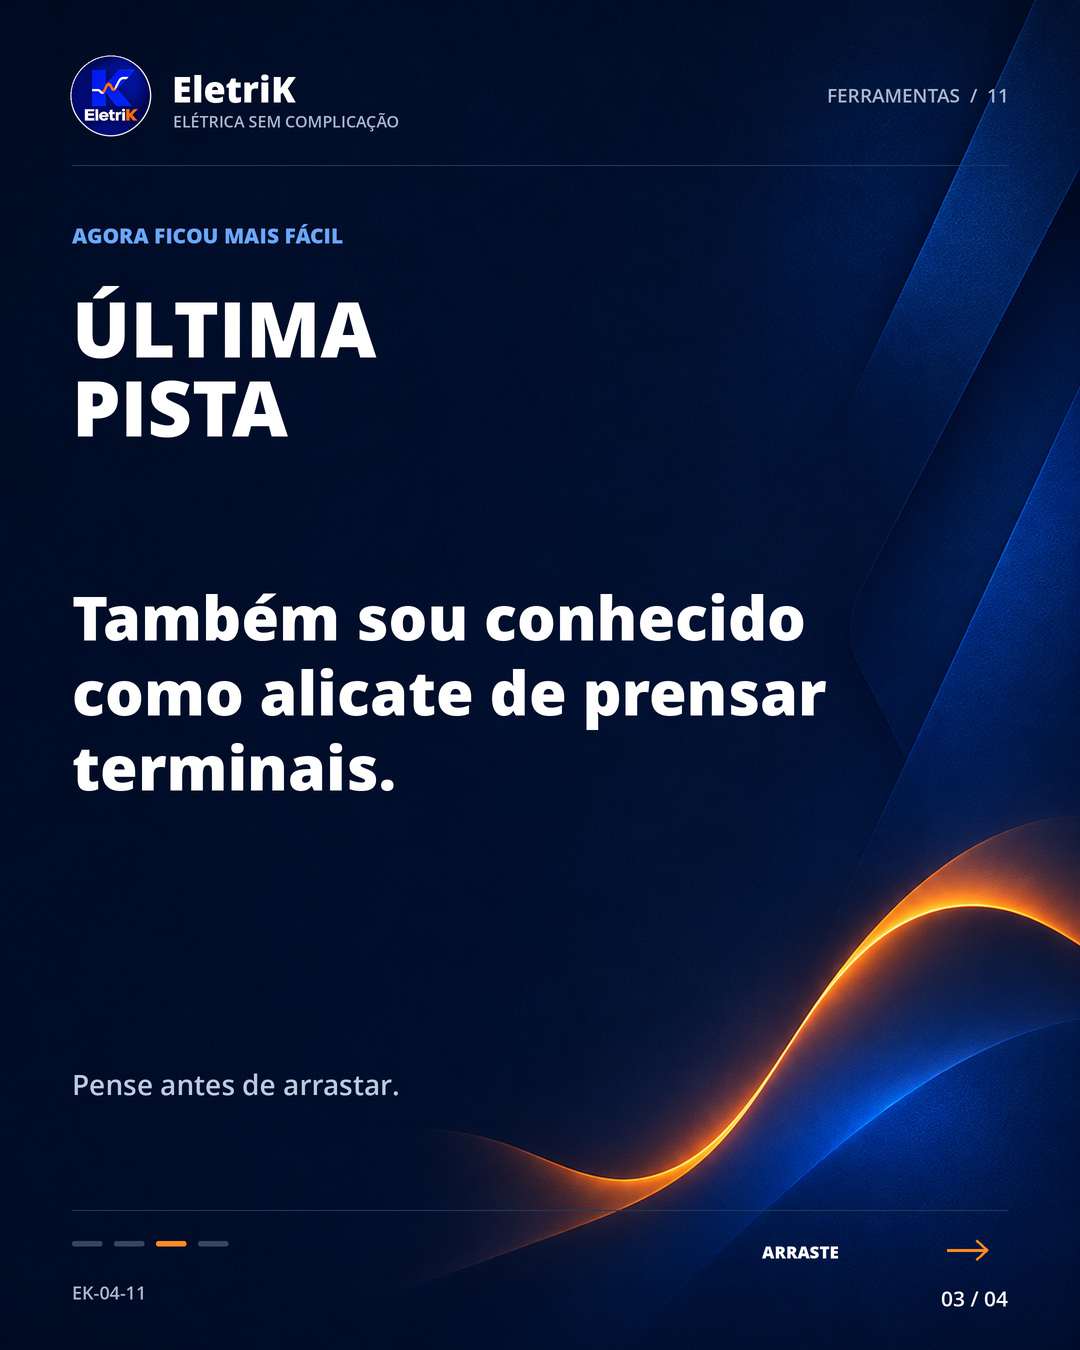 EletriK
EletriK
ELÉTRICA SEM COMPLICAÇÃO
FERRAMENTAS / 11
AGORA FICOU MAIS FÁCIL
ÚLTIMA
PISTA
Também sou conhecido
como alicate de prensar
terminais.
Pense antes de arrastar.
ARRASTE
EK-04-11
03 / 04